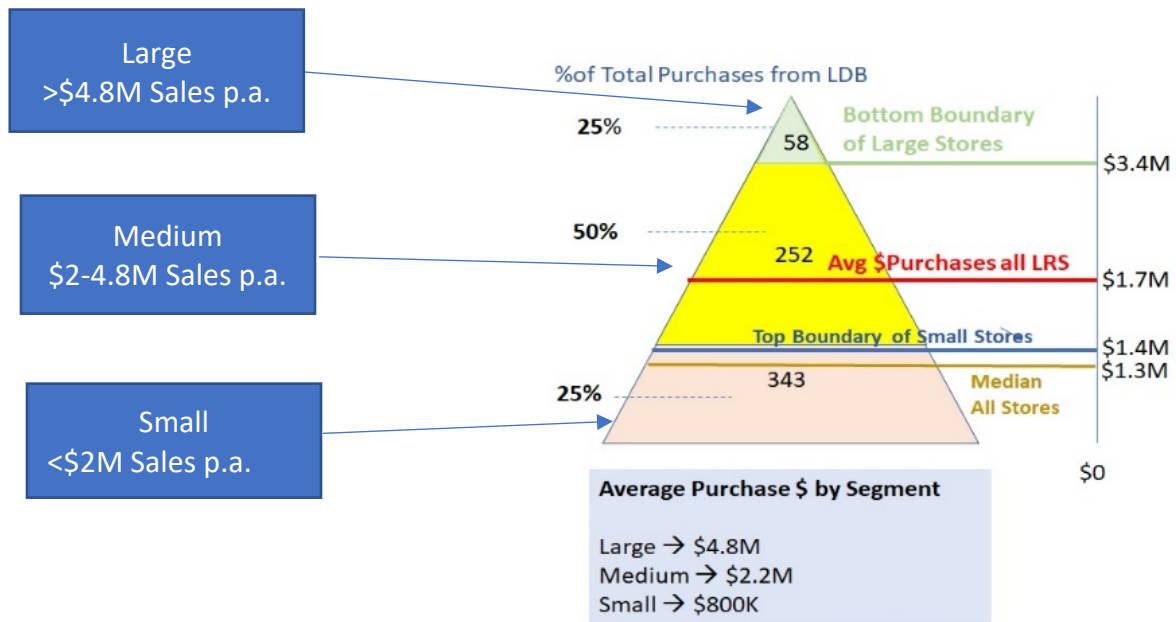 Large
>$4.8M Sales p.a.
%of Total Purchases from LDB
25%
58
Bottom Boundary
of Large Stores
$3.4M
Medium
$2-4.8M Sales p.a.
50%
252
Avg $Purchases all LRS
$1.7M
Top Boundary of Small Stores
$1.4M
$1.3M
343
Median
All Stores
25%
Small
<$2M Sales p.a.
$0
Average Purchase $ by Segment
Large → $4.8M
Medium → $2.2M
Small → $800K